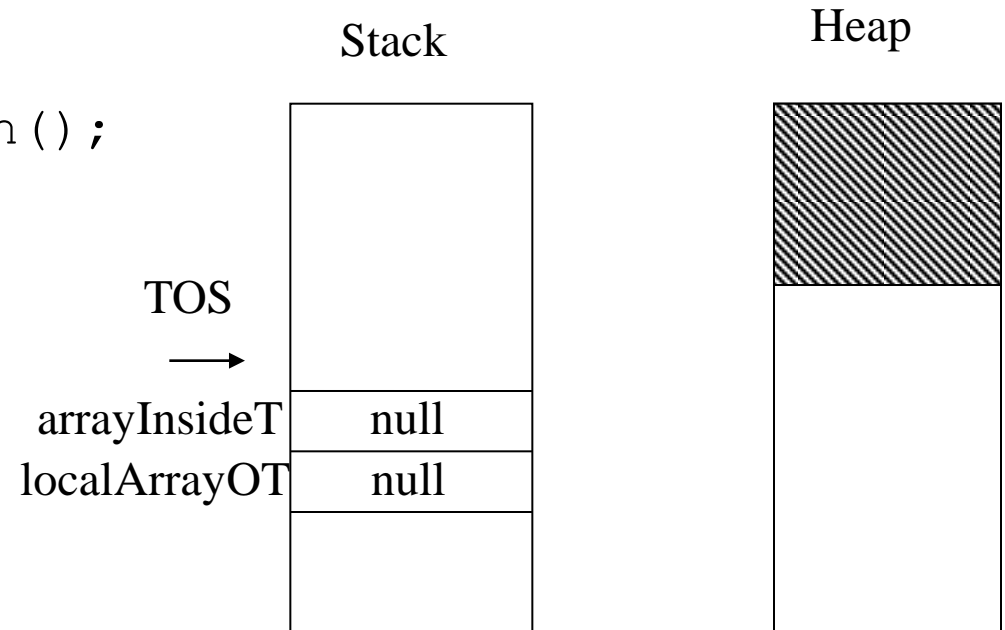 Stack
Heap
n();
TOS
arrayInsideT
null
localArrayOT
null